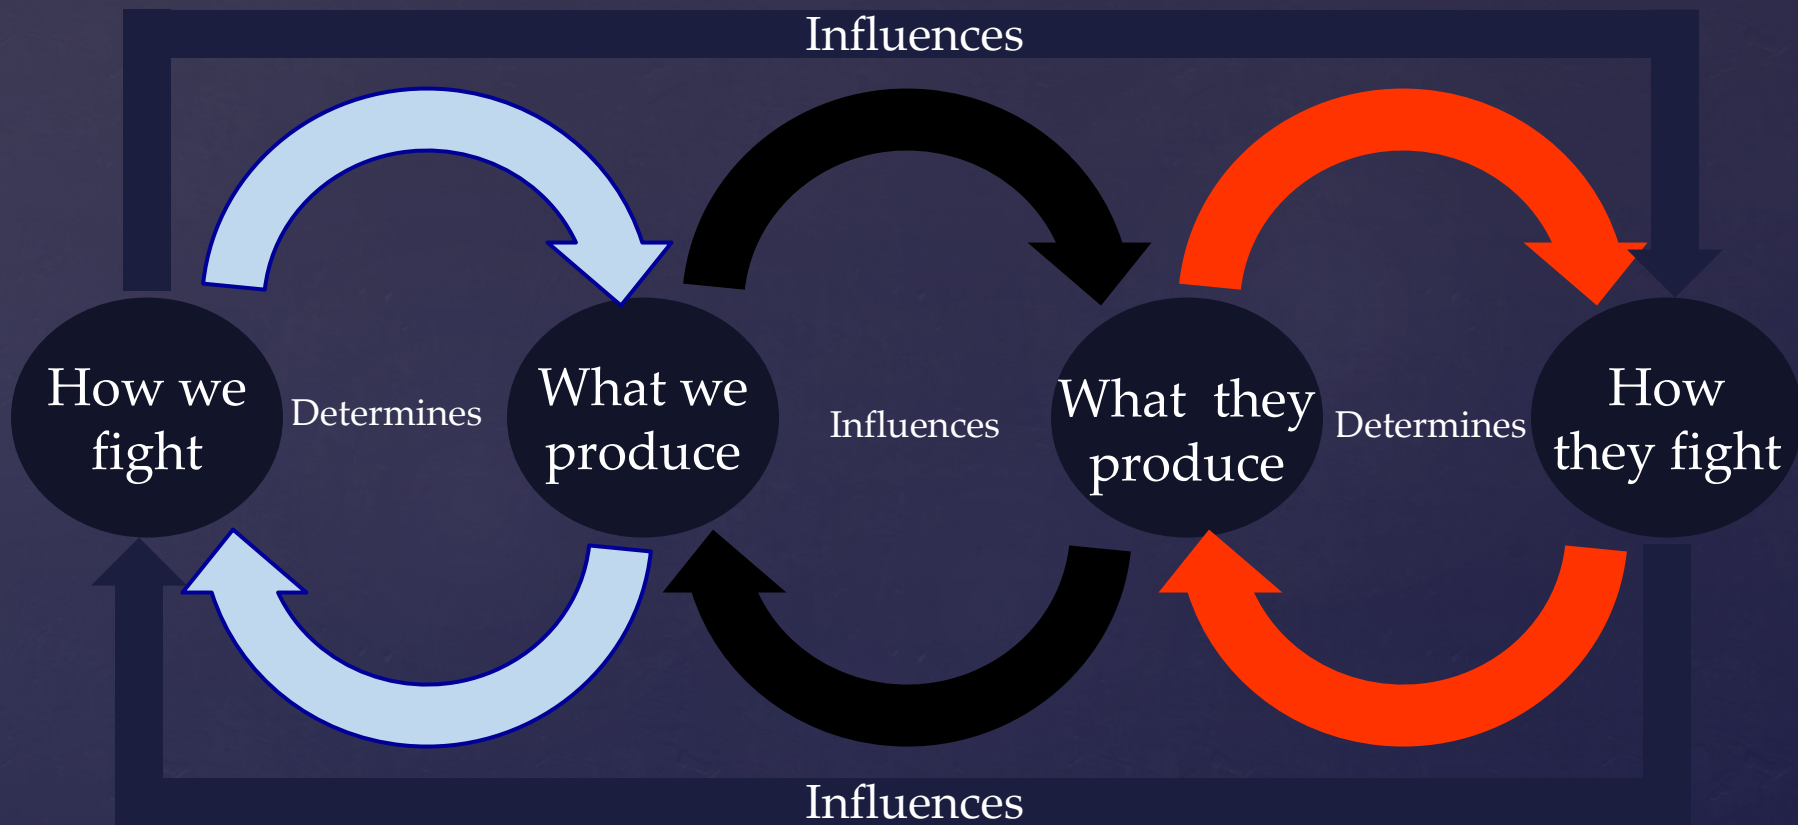 Influences
How we
fight
Determines
What we
produce
Influences
What they
produce
Determines
How
they fight
Influences